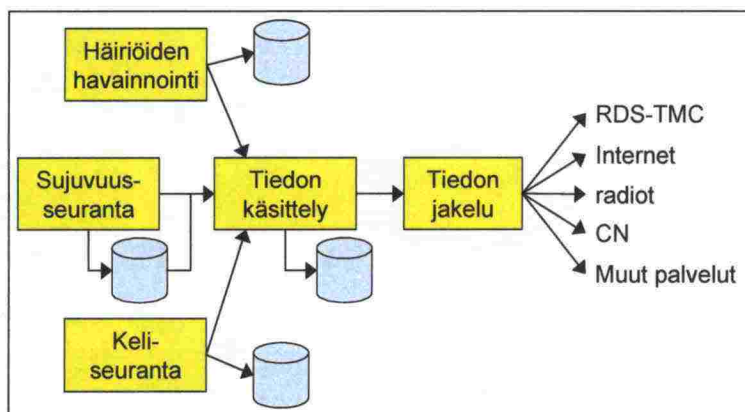 Häiriöiden
havainnointi
Sujuvuus-
seuranta
Tiedon
käsittely
Tiedon
jakelu
RDS-TMC
Internet
radiot
CN
Muut palvelut
Keli-
seuranta